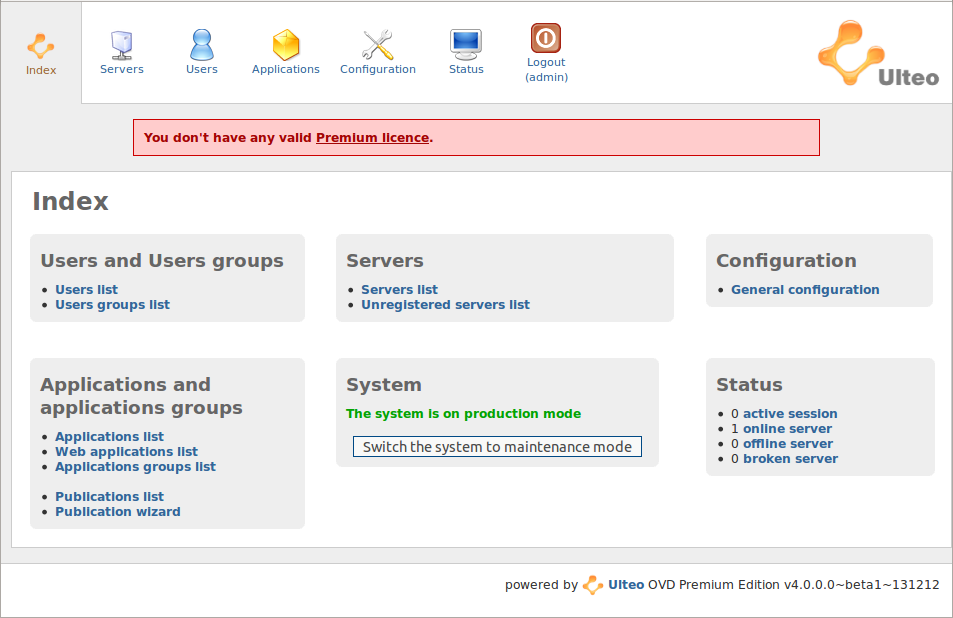 Index
Servers
Users
Applications
Configuration
Status
Logout
(admin)
Ulteo
You don't have any valid Premium licence.
Index
Users and Users groups
Users list
Users groups list
Servers
Servers list
Unregistered servers list
Configuration
General configuration
Applications and
applications groups
Applications list
Web applications list
Applications groups list
Publications list
Publication wizard
System
The system is on production mode
Switch the system to maintenance mode
Status
0 active session
1 online server
0 offline server
0 broken server
powered by Ulteo OVD Premium Edition v4.0.0.0~beta1~131212